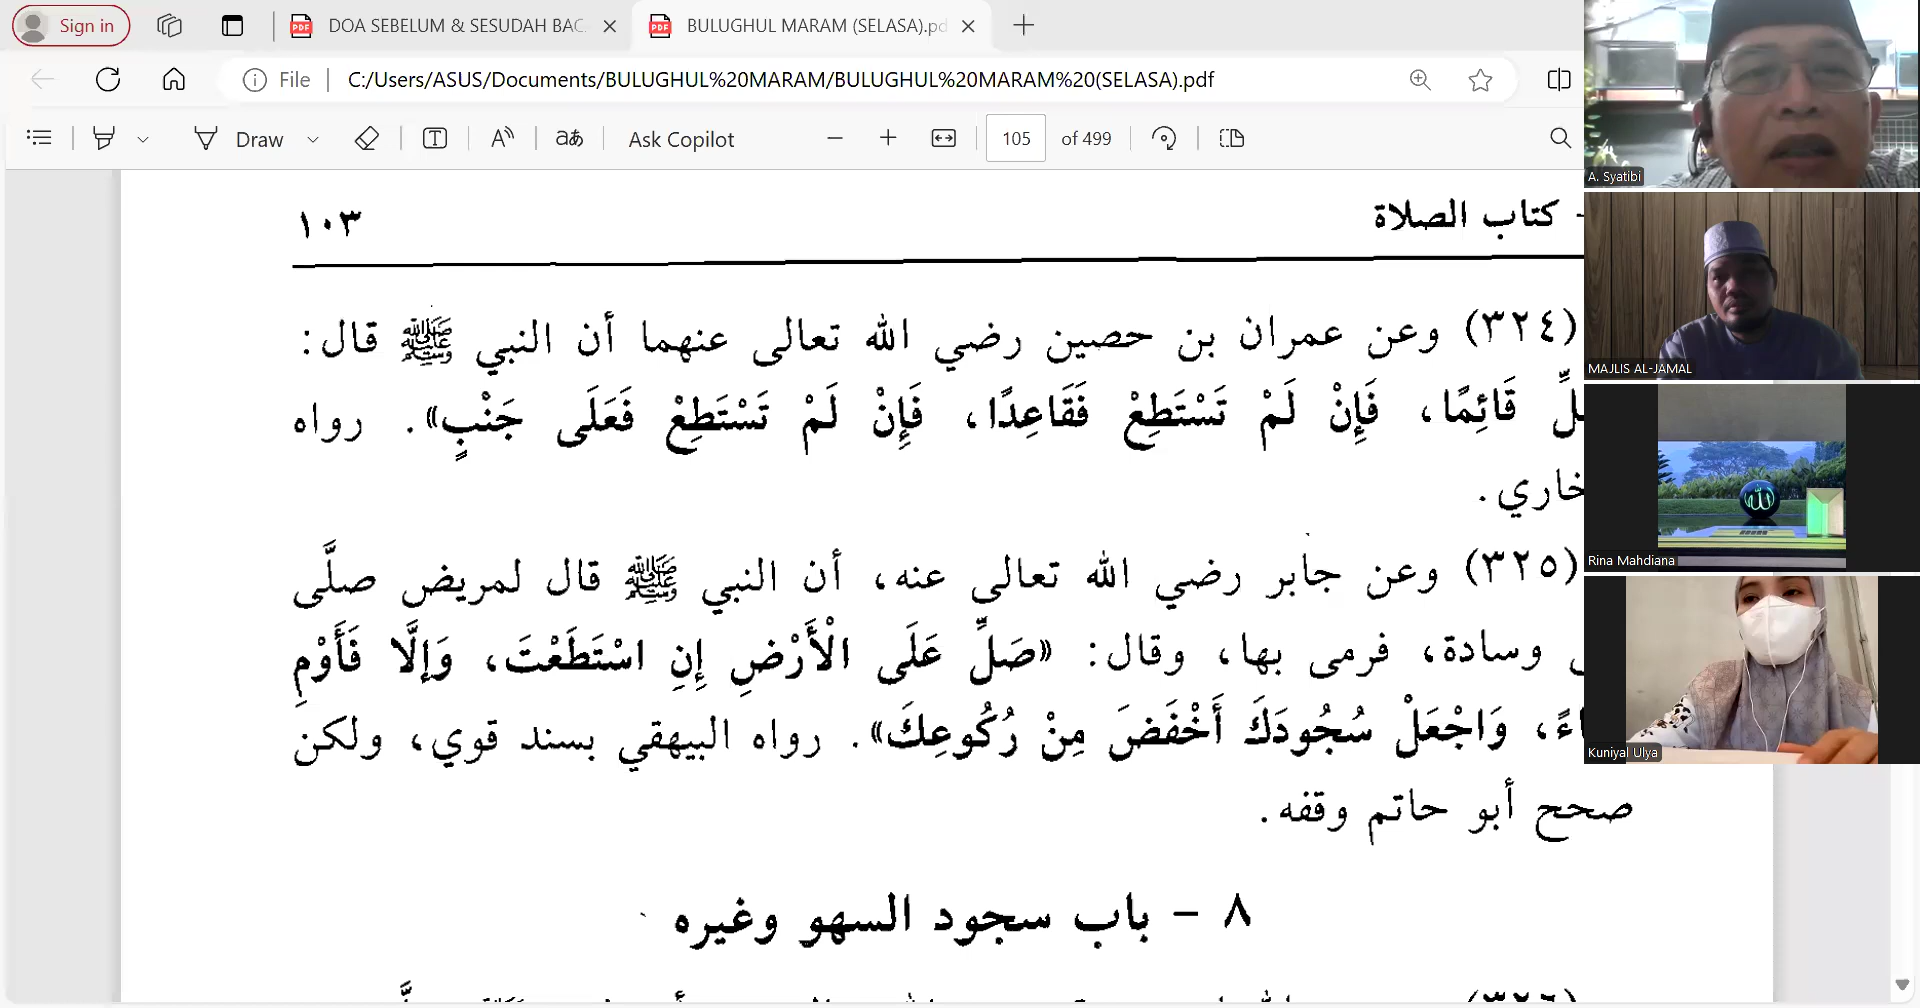 Sign in
DOA SEBELUM & SESUDAH BAC
BULUGHUL MARAM (SELASA).pd
File
C:/Users/ASUS/Documents/BULUGHUL%20MARAM/BULUGHUL%20MARAM%20(SELASA).pdf
Draw
Ask Copilot
105 of 499
- كتاب الصلاة
١٠٣
(٣٢٤) وعن عمران بن حصين رضي الله تعالى عنهما أن النبي ﷺ قال:
قَائِمًا، فَإِنْ لَمْ تَسْتَطِعْ فَقَاعِدًا، فَإِنْ لَمْ تَسْتَطِعْ فَعَلَى جَنْبٍ». رواه
خاري.
(٣٢٥) وعن جابر رضي الله تعالى عنه، أن النبي ﷺ قال لمريض صلَّى
وسادة، فرمى بها، وقال: «صَلِّ عَلَى الْأَرْضِ إِنِ اسْتَطَعْتَ، وَإِلَّا فَأَوْمِ
وَاجْعَلْ سُجُودَكَ أَخْفَضَ مِنْ رُكُوعِكَ». رواه البيهقي بسند قوي، ولكن
صحح أبو حاتم وقفه.
٨ - باب سجود السهو وغيره
A. Syatibi
MAJLIS AL-JAMAL
الله
Rina Mahdiana
Kuniyal Ulya